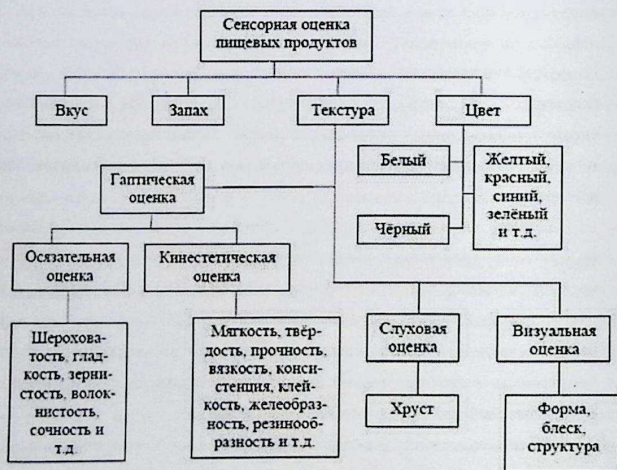 Сенсорная оценка
пищевых продуктов
Вкус
Запах
Текстура
Цвет
Белый
Чёрный
Желтый,
красный,
синий,
зелёный
и т.д.
Гаптическая
оценка
Осязательная
оценка
Кинестетическая
оценка
Слуховая
оценка
Визуальная
оценка
Шерохова-
тость, глад-
кость, зерни-
стость, волок-
нистость,
сочность и
т.д.
Мягкость, твёр-
дость, прочность,
вязкость, конси-
стенция, клей-
кость, желеобраз-
ность, резинооб-
разность и т.д.
Хруст
Форма,
блеск,
структура